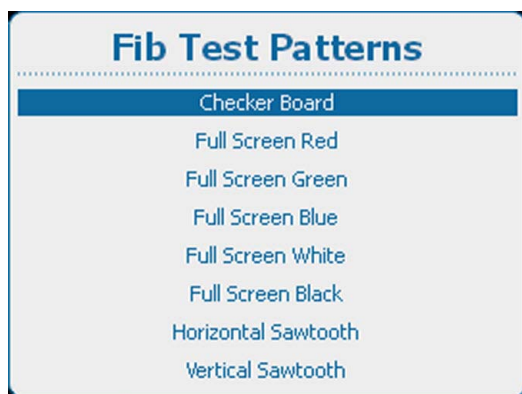 Fib Test Patterns
Checker Board
Full Screen Red
Full Screen Green
Full Screen Blue
Full Screen White
Full Screen Black
Horizontal Sawtooth
Vertical Sawtooth